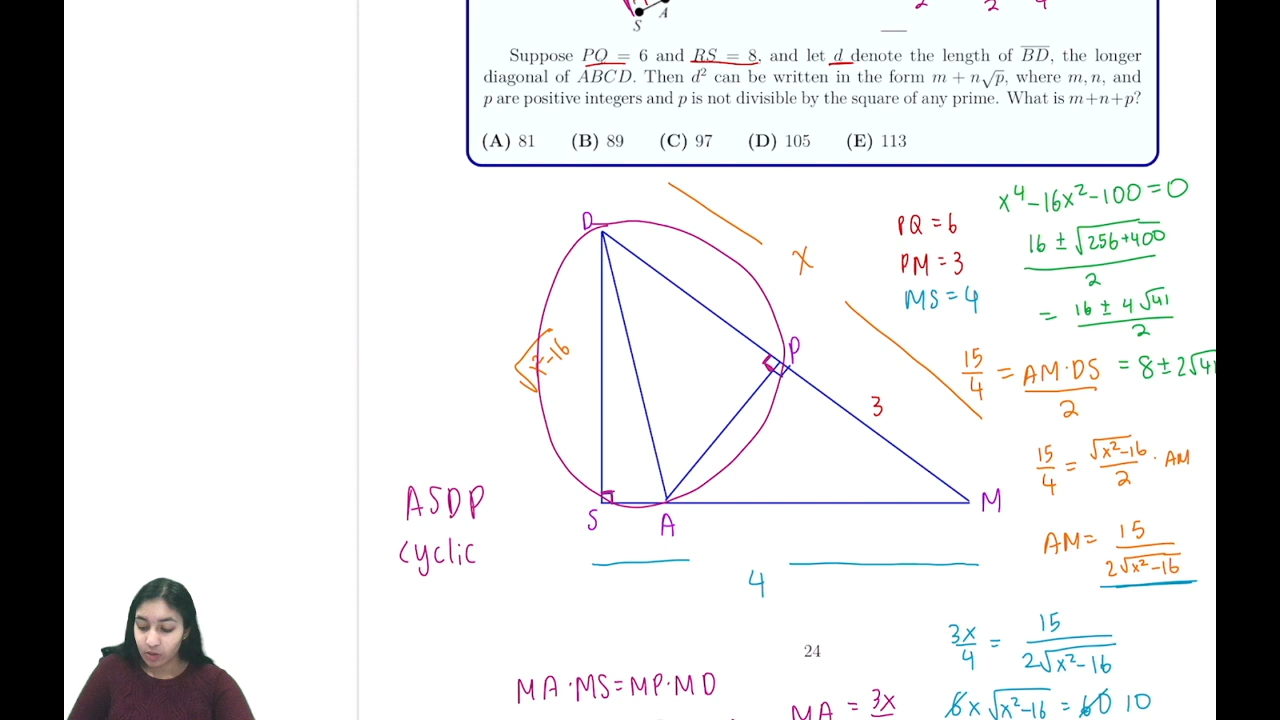 S
A
2
2
4
Suppose PQ = 6 and RS = 8, and let d denote the length of BD, the longer
diagonal of ABCD. Then d² can be written in the form m + n√p, where m, n, and
p are positive integers and p is not divisible by the square of any prime. What is m+n+p?
(A) 81 (B) 89 (C) 97 (D) 105 (E) 113
x⁴-16x²-100=0
PQ = 6
16 ± √256+400
2
PM = 3
MS = 4
= 16 ± 4√41
2
= 8 ± 2√41
D
x
√x²-16
P
3
15/4 = AM·DS/2
15/4 = √x²-16/2 · AM
AM = 15/2√x²-16
ASDP
cyclic
S
A
M
4
24
3x/4 = 15/2√x²-16
MA·MS=MP·MD
MA = 3x
6x√x²-16 = 60 10